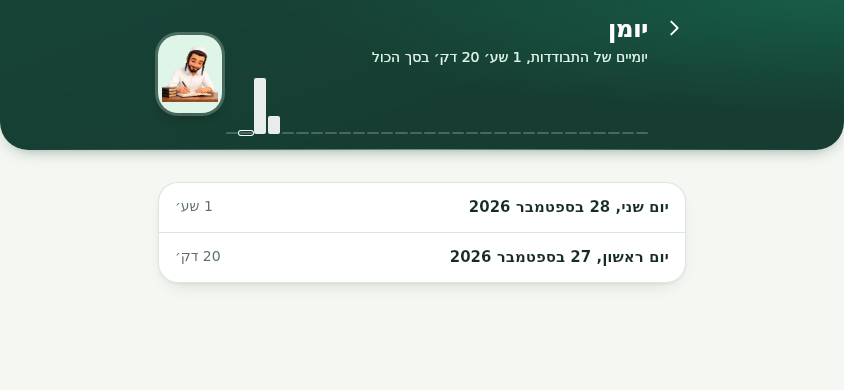 יומן
יומיים של התבודדות, 1 שע׳ 20 דק׳ בסך הכול
יום שני, 28 בספטמבר 2026
1 שע׳
יום ראשון, 27 בספטמבר 2026
20 דק׳